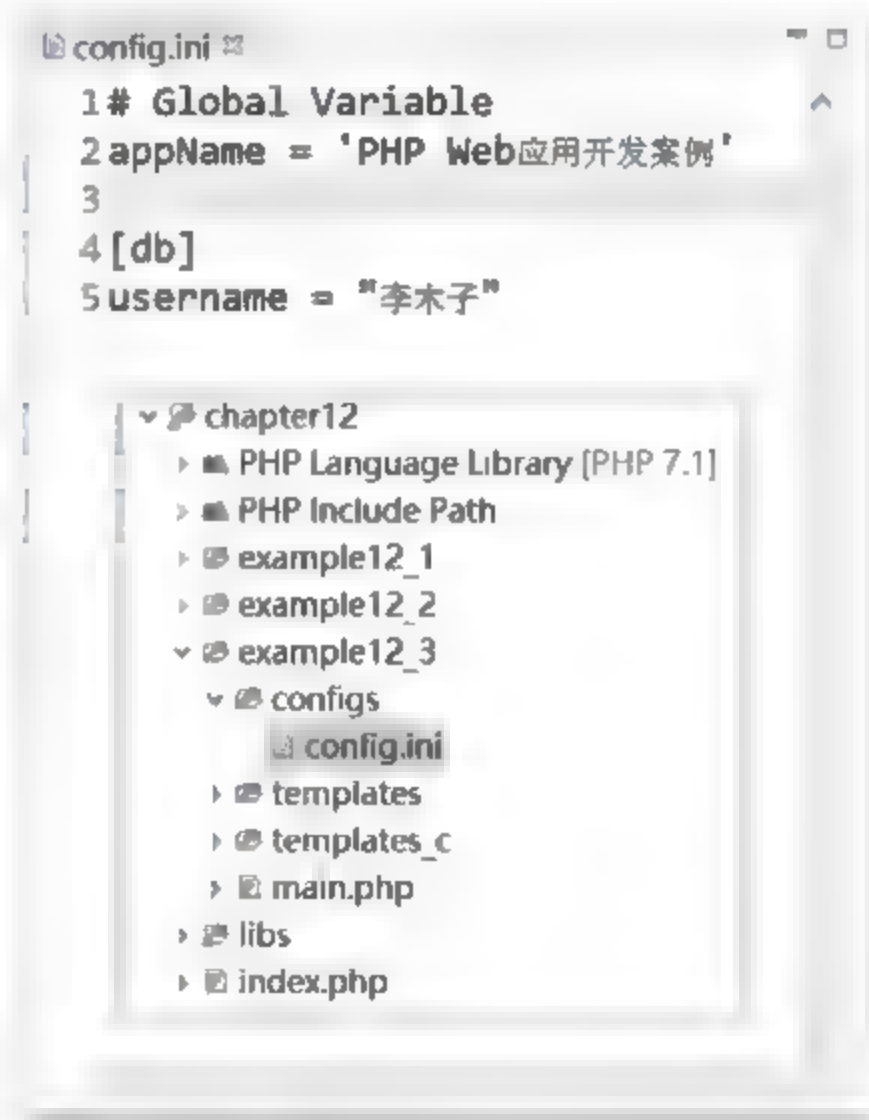 config.ini
1# Global Variable
2appName = 'PHP Web应用开发案例'
3
4[db]
5username = "李木子"
chapter12
PHP Language Library [PHP 7.1]
PHP Include Path
example12_1
example12_2
example12_3
configs
config.ini
templates
templates_c
main.php
libs
index.php